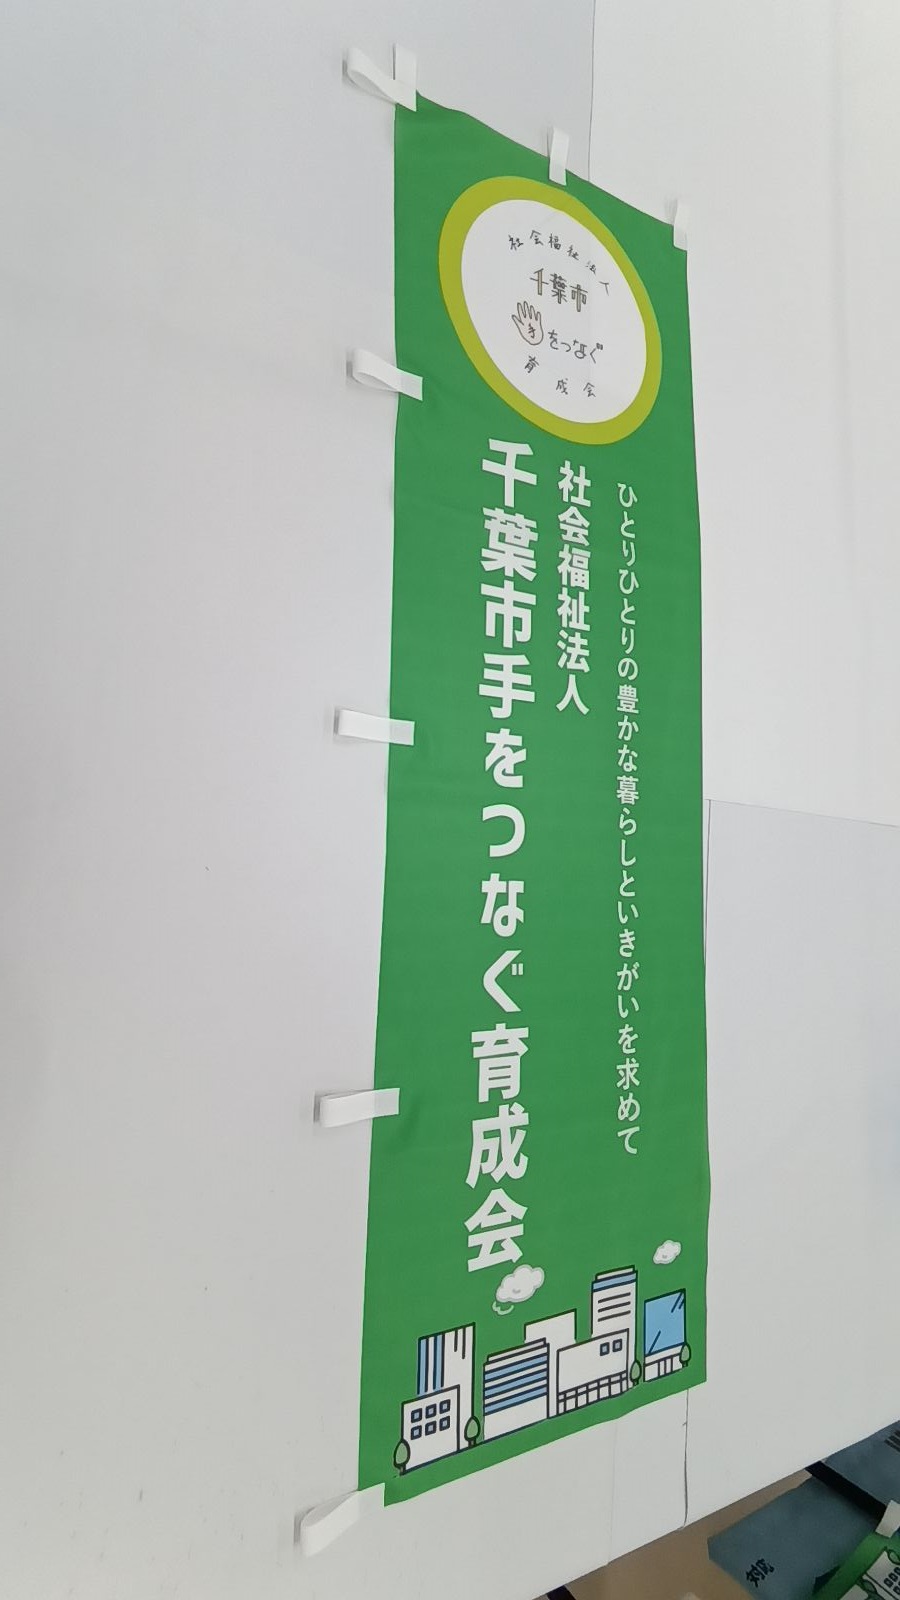 社会福祉法人
千葉市
手をつなぐ
育成会
ひとりひとりの豊かな暮らしといきがいを求めて
社会福祉法人
千葉市手をつなぐ育成会
対応